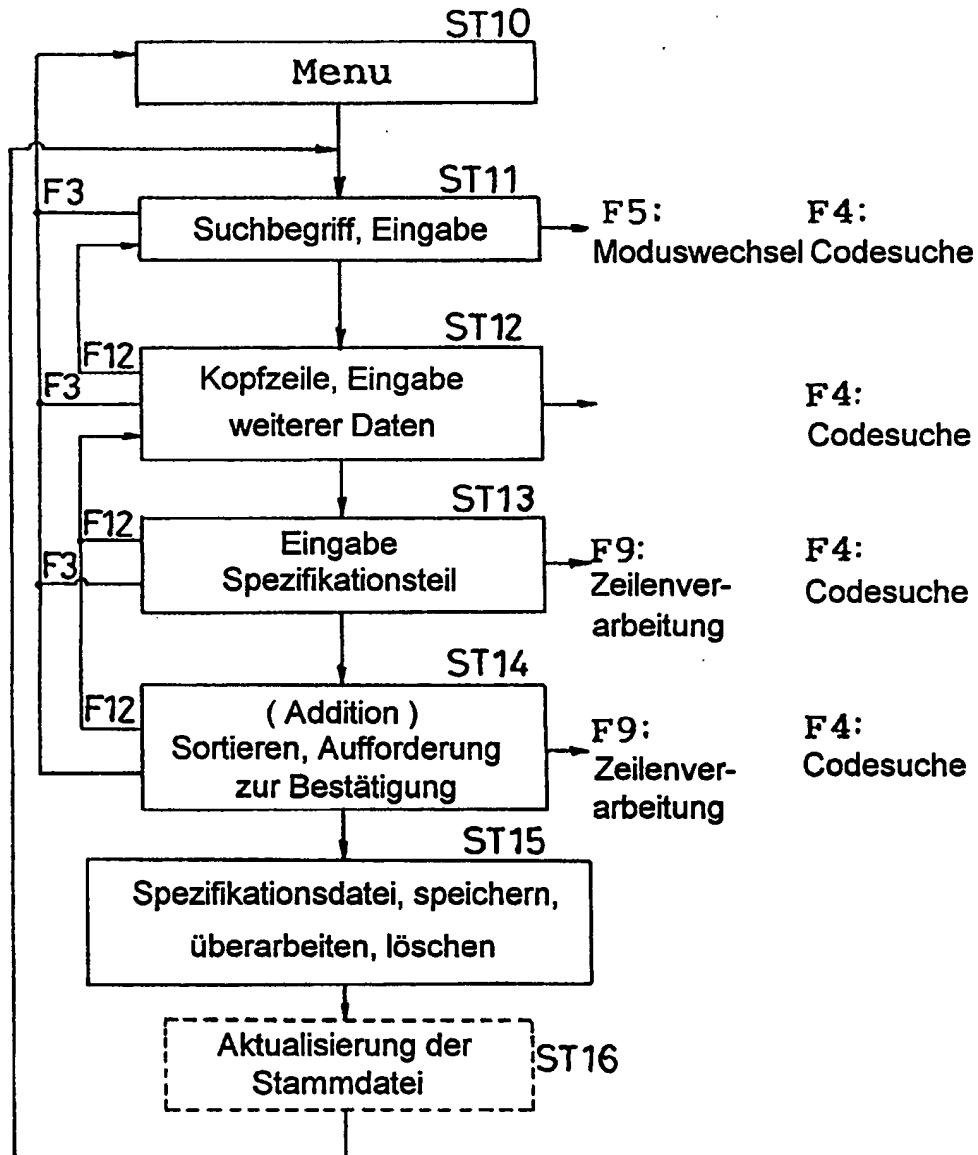 ST10
Menu
ST11
F3
Suchbegriff, Eingabe
F5:
F4:
Moduswechsel
Codesuche
ST12
F12
F3
Kopfzeile, Eingabe
weiterer Daten
F4:
Codesuche
ST13
F12
F3
Eingabe
Spezifikationsteil
F9:
Zeilenver-
arbeitung
F4:
Codesuche
ST14
F12
( Addition )
Sortieren, Aufforderung
zur Bestätigung
F9:
Zeilenver-
arbeitung
F4:
Codesuche
ST15
Spezifikationsdatei, speichern,
überarbeiten, löschen
Aktualisierung der
Stammdatei
ST16